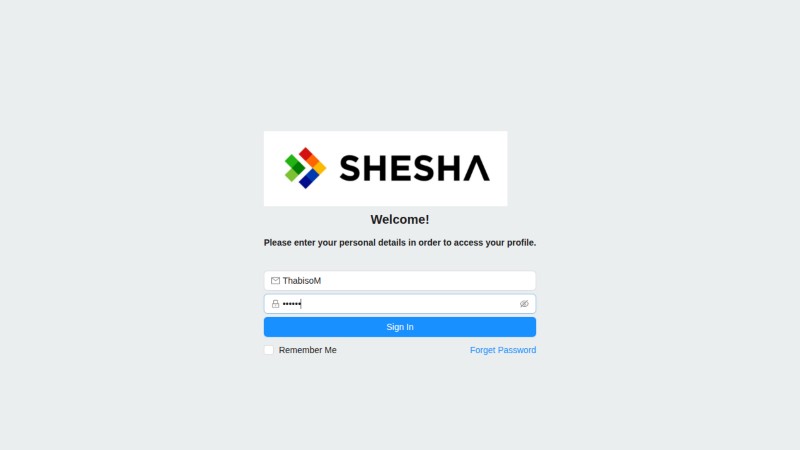 SHESHA
Welcome!
Please enter your personal details in order to access your profile.
ThabisoM
••••••
Sign In
Remember Me
Forget Password